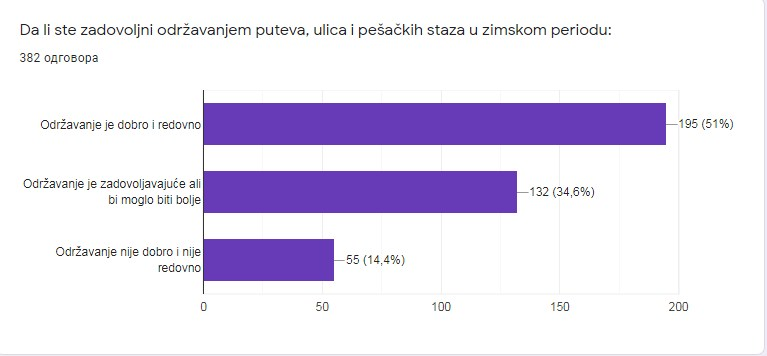 Da li ste zadovoljni održavanjem puteva, ulica i pešačkih staza u zimskom periodu:
382 одговора
Održavanje je dobro i redovno
195 (51%)
Održavanje je zadovoljavajuće ali
bi moglo biti bolje
132 (34,6%)
Održavanje nije dobro i nije
redovno
55 (14,4%)
0 50 100 150 200